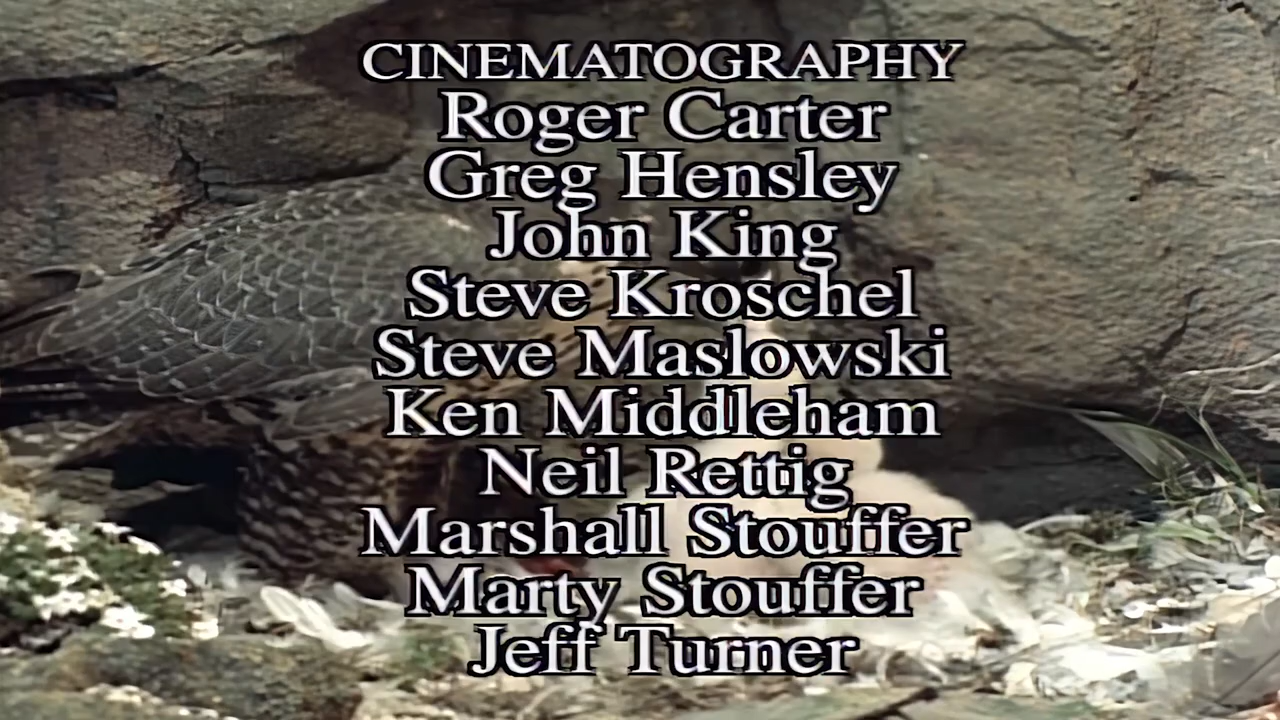 CINEMATOGRAPHY
Roger Carter
Greg Hensley
John King
Steve Kroschel
Steve Maslowski
Ken Middleham
Neil Rettig
Marshall Stouffer
Marty Stouffer
Jeff Turner